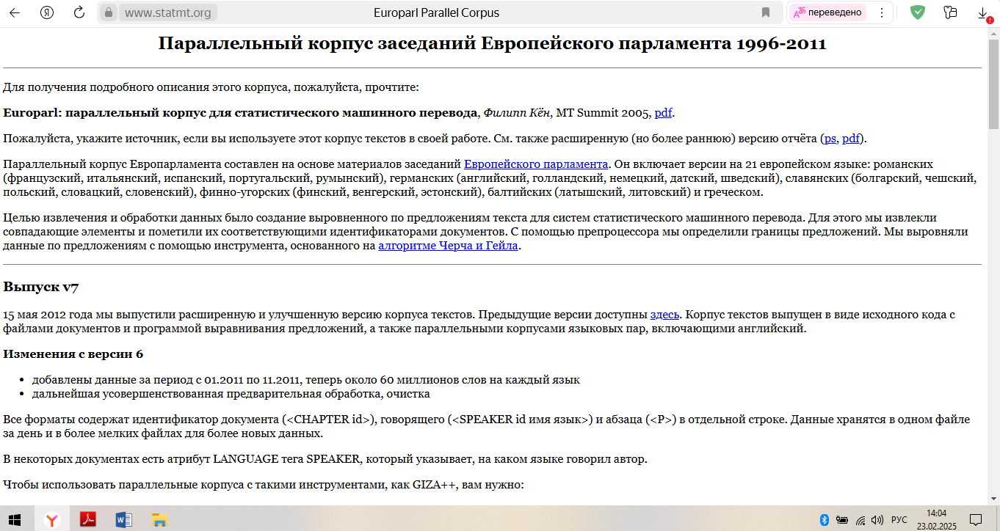 www.statmt.org
Europarl Parallel Corpus
переведено
Параллельный корпус заседаний Европейского парламента 1996-2011
Для получения подробного описания этого корпуса, пожалуйста, прочтите:
Europarl: параллельный корпус для статистического машинного перевода, Филипп Кён, MT Summit 2005, pdf.
Пожалуйста, укажите источник, если вы используете этот корпус текстов в своей работе. См. также расширенную (но более раннюю) версию отчёта (ps, pdf).
Параллельный корпус Европарламента составлен на основе материалов заседаний Европейского парламента. Он включает версии на 21 европейском языке: романских
(французский, итальянский, испанский, португальский, румынский), германских (английский, голландский, немецкий, датский, шведский), славянских (болгарский, чешский,
польский, словацкий, словенский), финно-угорских (финский, венгерский, эстонский), балтийских (латышский, литовский) и греческом.
Целью извлечения и обработки данных было создание выровненного по предложениям текста для систем статистического машинного перевода. Для этого мы извлекли
совпадающие элементы и пометили их соответствующими идентификаторами документов. С помощью препроцессора мы определили границы предложений. Мы выровняли
данные по предложениям с помощью инструмента, основанного на алгоритме Черча и Гейла.
Выпуск v7
15 мая 2012 года мы выпустили расширенную и улучшенную версию корпуса текстов. Предыдущие версии доступны здесь. Корпус текстов выпущен в виде исходного кода с
файлами документов и программой выравнивания предложений, а также параллельными корпусами языковых пар, включающими английский.
Изменения с версии 6
• добавлены данные за период с 01.2011 по 11.2011, теперь около 60 миллионов слов на каждый язык
• дальнейшая усовершенствованная предварительная обработка, очистка
Все форматы содержат идентификатор документа (<CHAPTER id>), говорящего (<SPEAKER id имя язык>) и абзаца (<P>) в отдельной строке. Данные хранятся в одном файле
за день и в более мелких файлах для более новых данных.
В некоторых документах есть атрибут LANGUAGE тега SPEAKER, который указывает, на каком языке говорил автор.
Чтобы использовать параллельные корпуса с такими инструментами, как GIZA++, вам нужно:
РУС
14:04
23.02.2025